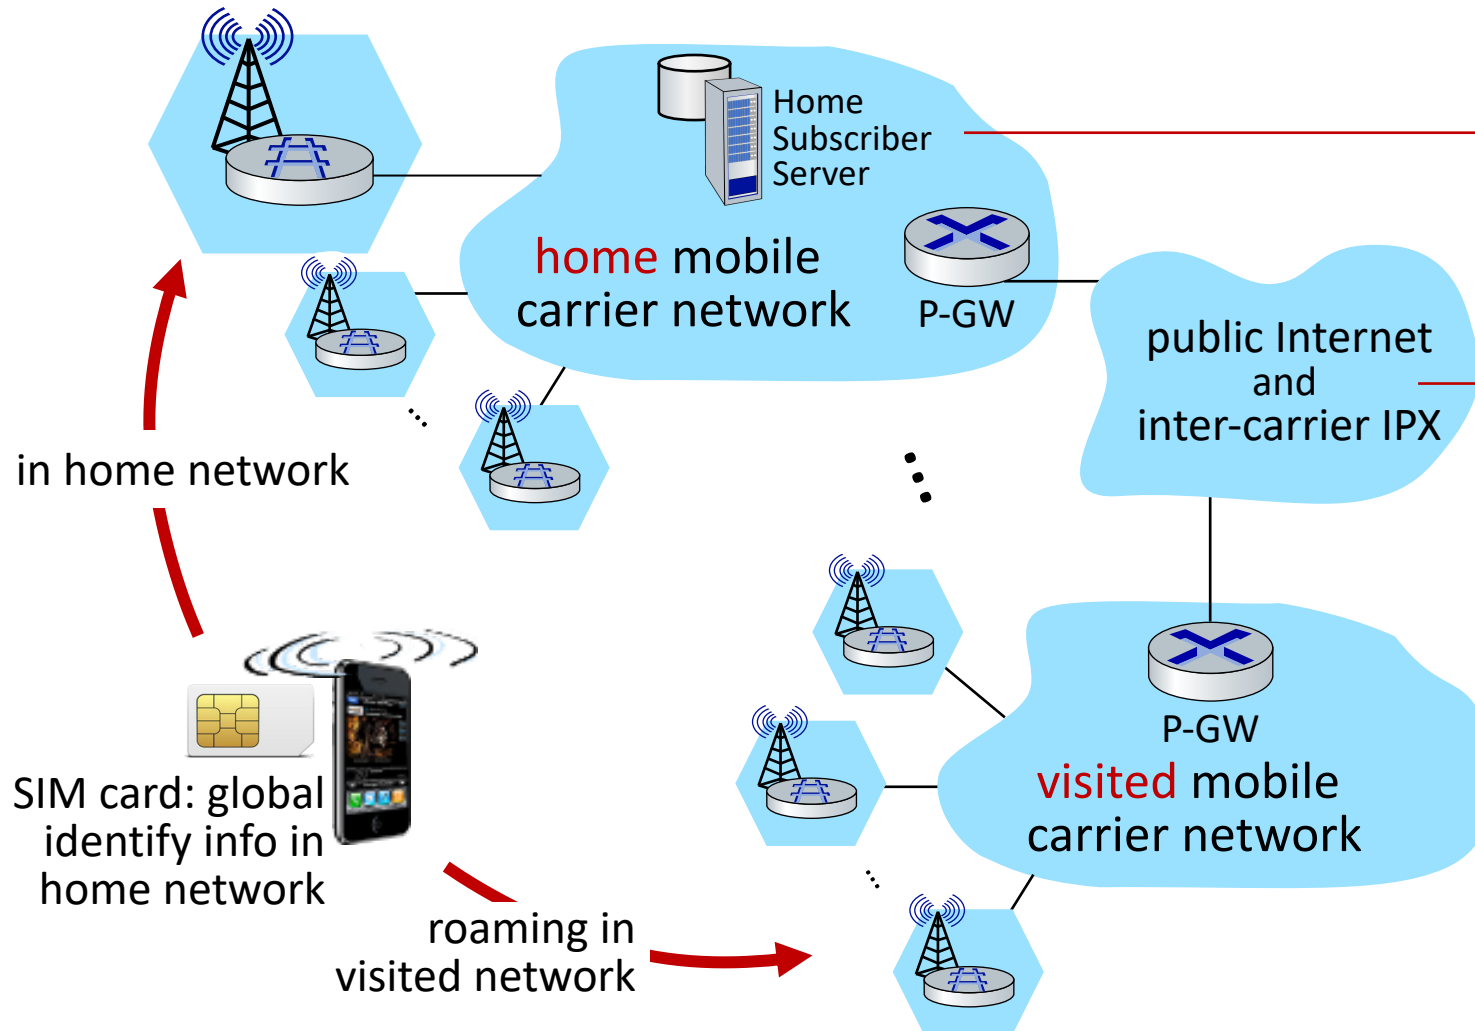 Home
Subscriber
Server
home mobile
carrier network
P-GW
public Internet
and
inter-carrier IPX
in home network
P-GW
visited mobile
carrier network
SIM card: global
identify info in
home network
roaming in
visited network